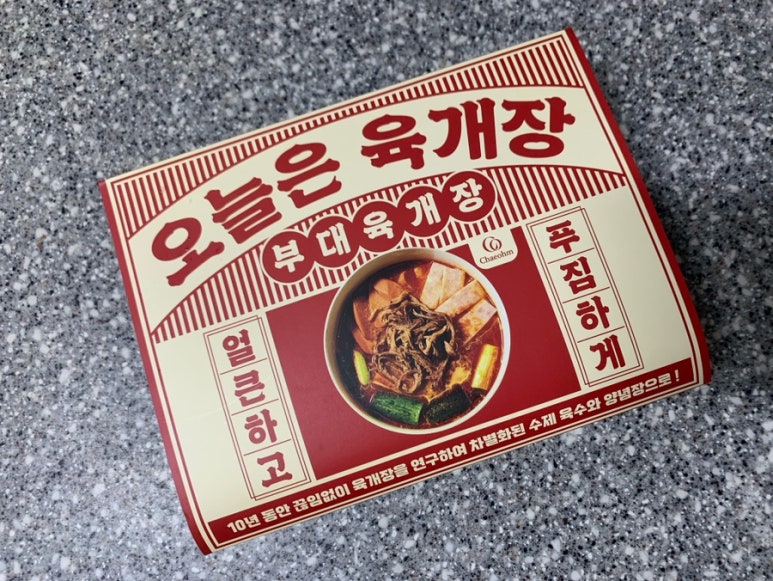 오늘은 육개장
부대육개장
Chaeohm
얼큰하고
푸짐하게
10년 동안 끊임없이 육개장을 연구하여 차별화된 수제 육수와 양념장으로!